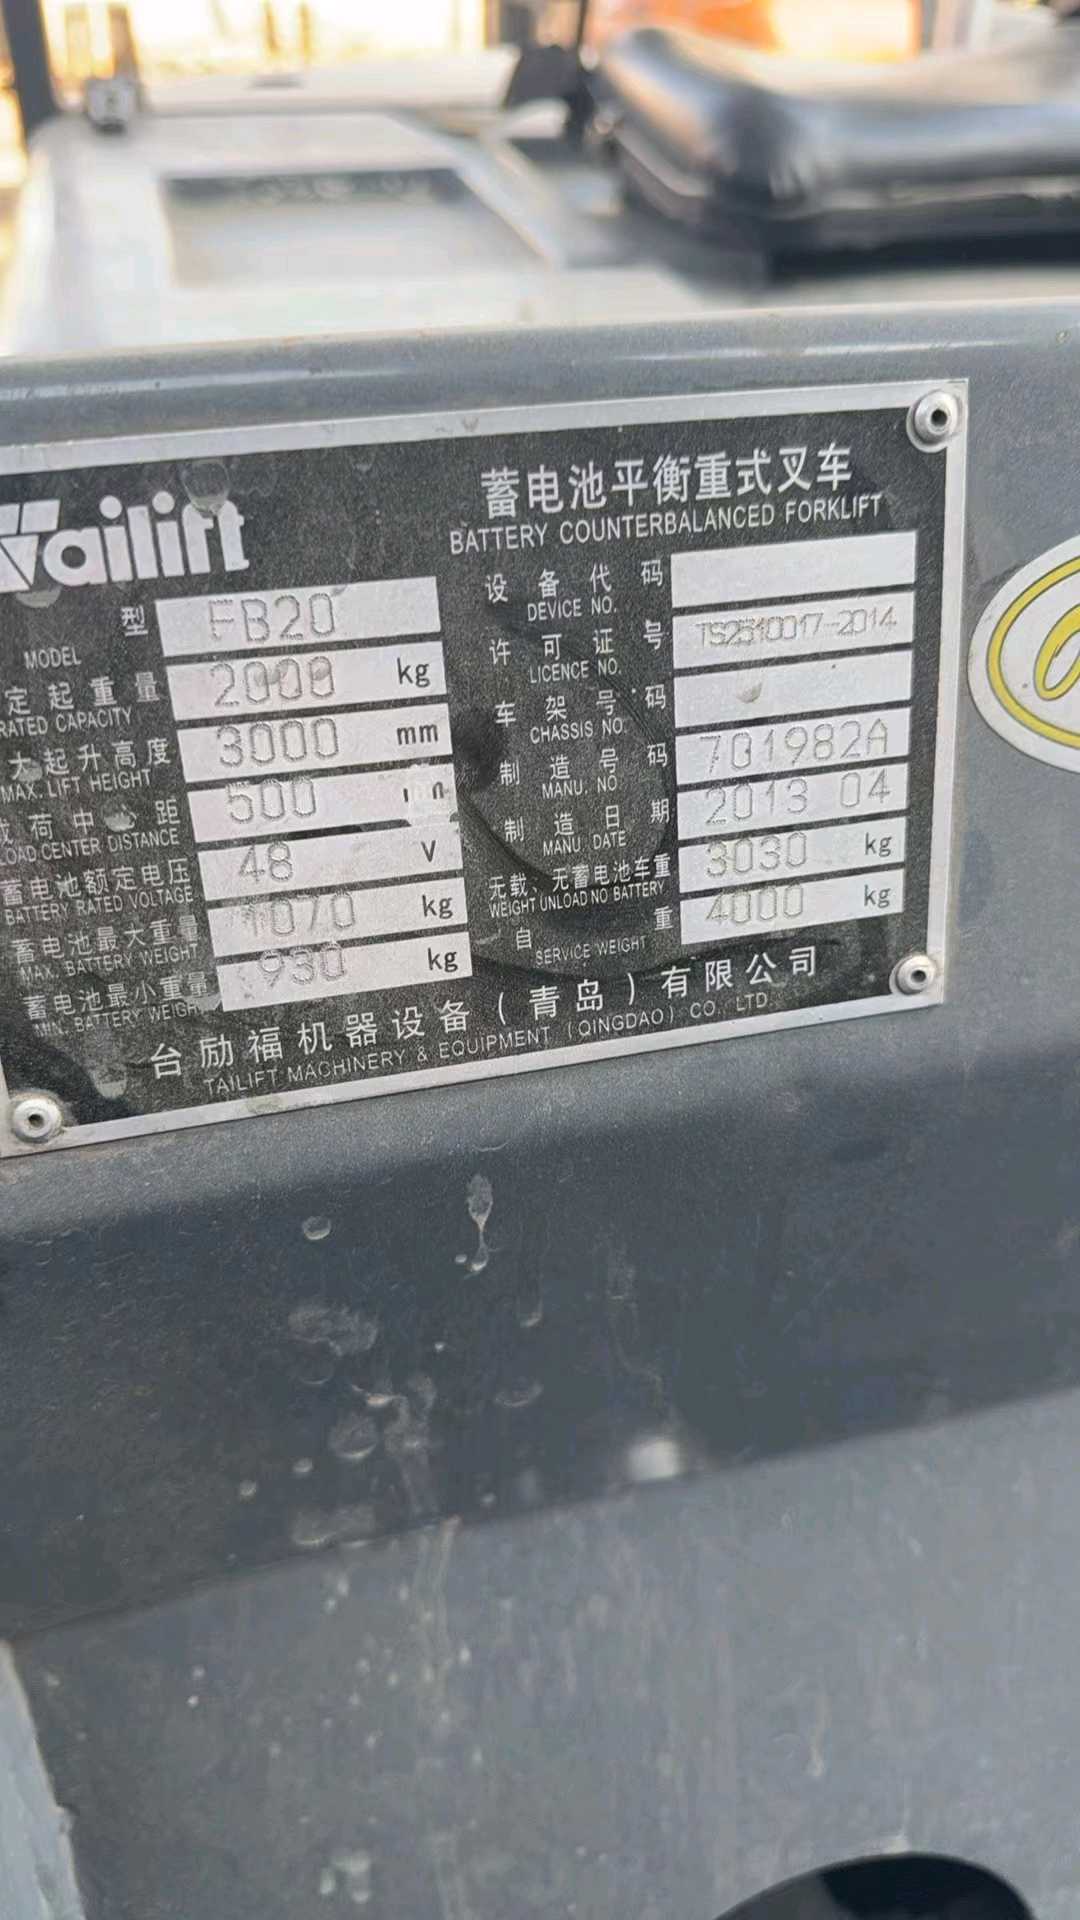 Tailift
蓄电池平衡重式叉车
BATTERY COUNTERBALANCED FORKLIFT
型
MODEL
FB20
定起重量
RATED CAPACITY
2000 kg
大起升高度
MAX. LIFT HEIGHT
3000 mm
载荷中心距
LOAD CENTER DISTANCE
500
蓄电池额定电压
BATTERY RATED VOLTAGE
48 V
蓄电池最大重量
MAX. BATTERY WEIGHT
1070 kg
蓄电池最小重量
MIN. BATTERY WEIGHT
930 kg
设备代码
DEVICE NO.
许可证号
LICENCE NO.
TS2510017-2014
车架号码
CHASSIS NO.
制造号码
MANU. NO
701982A
制造日期
MANU. DATE
2013 04
无载、无蓄电池车重
WEIGHT UNLOAD NO BATTERY
3030 kg
自重
SERVICE WEIGHT
4000 kg
台励福机器设备(青岛)有限公司
TAILIFT MACHINERY & EQUIPMENT (QINGDAO) CO., LTD.